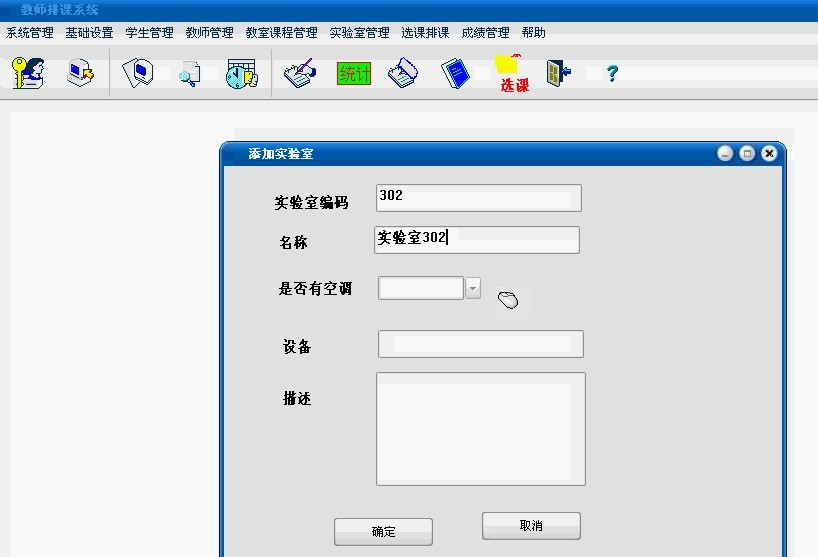 教师排课系统
系统管理 基础设置 学生管理 教师管理 教室课程管理 实验室管理 选课排课 成绩管理 帮助
统计 选课 ?
添加实验室
实验室编码 302
名称 实验室302
是否有空调
设备
描述
确定 取消